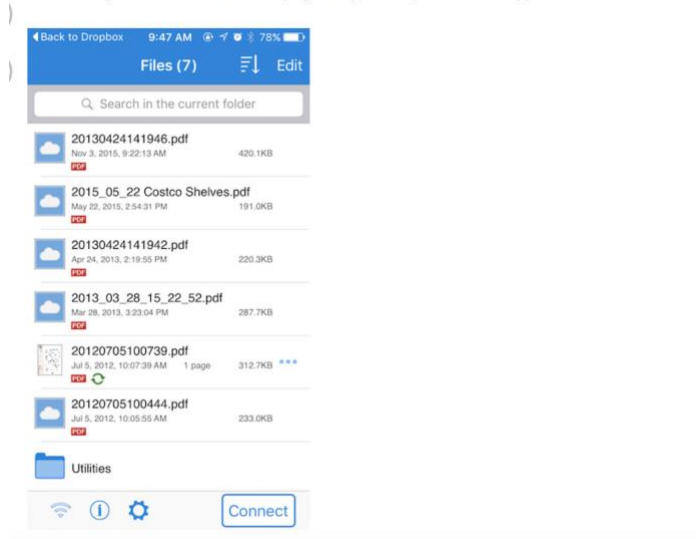 Back to Dropbox 9:47 AM 78%
Files (7) Edit
Search in the current folder
20130424141946.pdf
Nov 3, 2015, 9:22:13 AM 420.1KB
PDF
2015_05_22 Costco Shelves.pdf
May 22, 2015, 2:54:31 PM 191.0KB
PDF
20130424141942.pdf
Apr 24, 2013, 2:19:55 PM 220.3KB
PDF
2013_03_28_15_22_52.pdf
Mar 28, 2013, 3:23:04 PM 287.7KB
PDF
20120705100739.pdf
Jul 5, 2012, 10:07:39 AM 1 page 312.7KB
PDF
20120705100444.pdf
Jul 5, 2012, 10:05:55 AM 233.0KB
PDF
Utilities
Connect